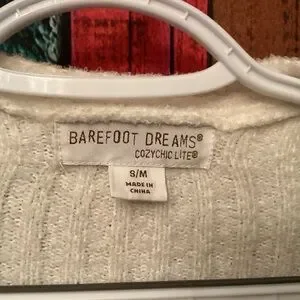 BAREFOOT DREAMS®
COZYCHIC LITE®
S/M
MADE IN
CHINA